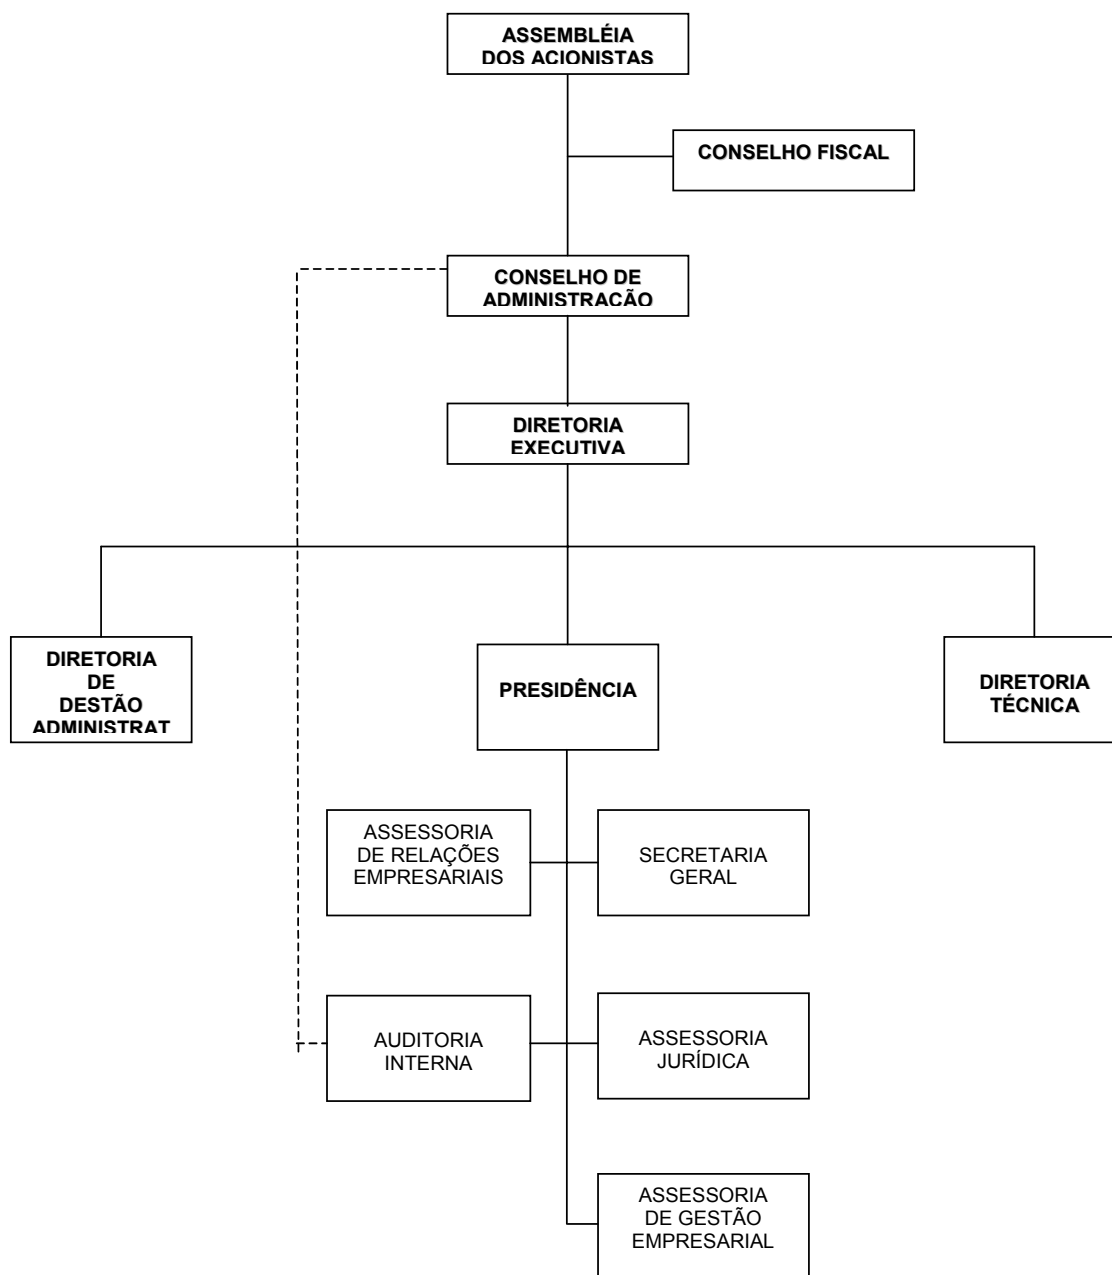 ASSEMBLÉIA
DOS ACIONISTAS
CONSELHO FISCAL
CONSELHO DE
ADMINISTRAÇÃO
DIRETORIA
EXECUTIVA
DIRETORIA
DE
DESTÃO
ADMINISTRAT
PRESIDÊNCIA
DIRETORIA
TÉCNICA
ASSESSORIA
DE RELAÇÕES
EMPRESARIAIS
SECRETARIA
GERAL
AUDITORIA
INTERNA
ASSESSORIA
JURÍDICA
ASSESSORIA
DE GESTÃO
EMPRESARIAL